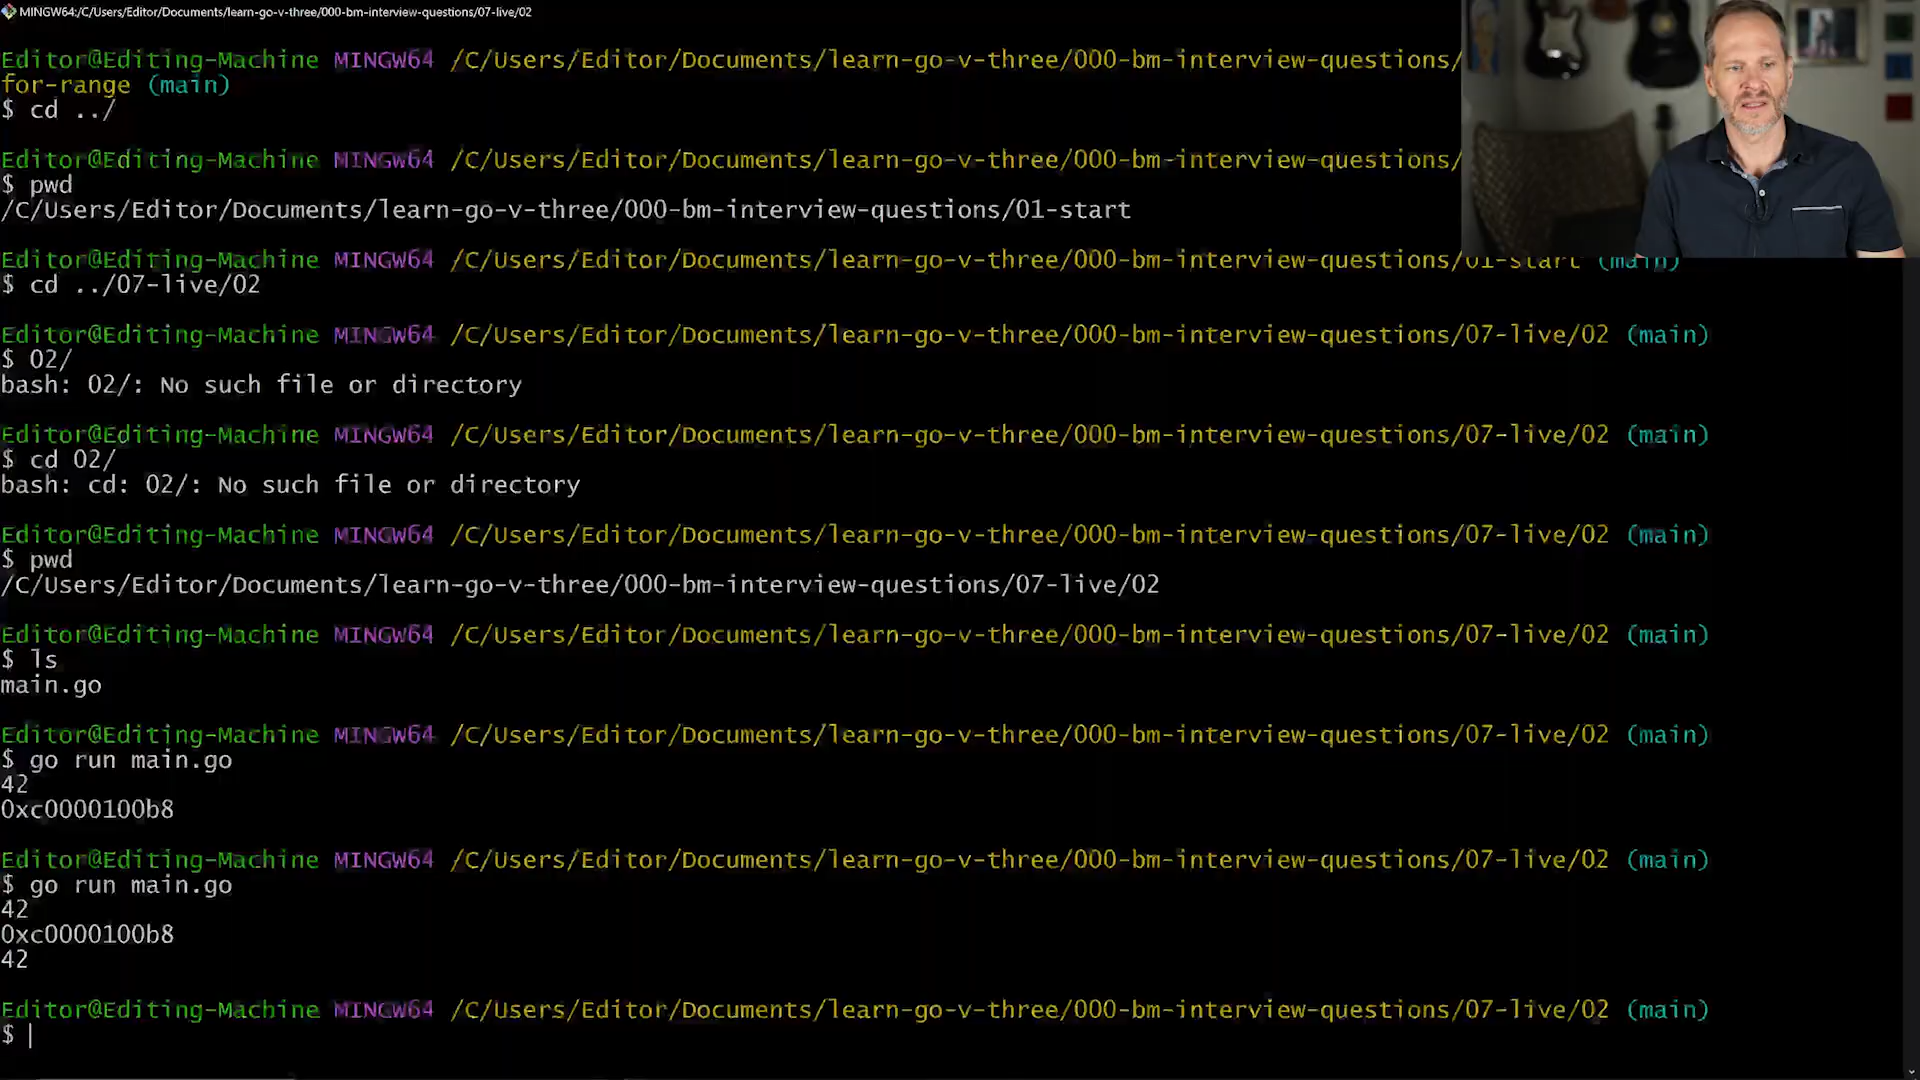 MINGW64:/C/Users/Editor/Documents/learn-go-v-three/000-bm-interview-questions/07-live/02
Editor@Editing-Machine MINGW64 /C/Users/Editor/Documents/learn-go-v-three/000-bm-interview-questions/
for-range (main)
$ cd ../
Editor@Editing-Machine MINGW64 /C/Users/Editor/Documents/learn-go-v-three/000-bm-interview-questions/
$ pwd
/C/Users/Editor/Documents/learn-go-v-three/000-bm-interview-questions/01-start
Editor@Editing-Machine MINGW64 /C/Users/Editor/Documents/learn-go-v-three/000-bm-interview-questions/01-start (main)
$ cd ../07-live/02
Editor@Editing-Machine MINGW64 /C/Users/Editor/Documents/learn-go-v-three/000-bm-interview-questions/07-live/02 (main)
$ 02/
bash: 02/: No such file or directory
Editor@Editing-Machine MINGW64 /C/Users/Editor/Documents/learn-go-v-three/000-bm-interview-questions/07-live/02 (main)
$ cd 02/
bash: cd: 02/: No such file or directory
Editor@Editing-Machine MINGW64 /C/Users/Editor/Documents/learn-go-v-three/000-bm-interview-questions/07-live/02 (main)
$ pwd
/C/Users/Editor/Documents/learn-go-v-three/000-bm-interview-questions/07-live/02
Editor@Editing-Machine MINGW64 /C/Users/Editor/Documents/learn-go-v-three/000-bm-interview-questions/07-live/02 (main)
$ ls
main.go
Editor@Editing-Machine MINGW64 /C/Users/Editor/Documents/learn-go-v-three/000-bm-interview-questions/07-live/02 (main)
$ go run main.go
42
0xc0000100b8
Editor@Editing-Machine MINGW64 /C/Users/Editor/Documents/learn-go-v-three/000-bm-interview-questions/07-live/02 (main)
$ go run main.go
42
0xc0000100b8
42
Editor@Editing-Machine MINGW64 /C/Users/Editor/Documents/learn-go-v-three/000-bm-interview-questions/07-live/02 (main)
$